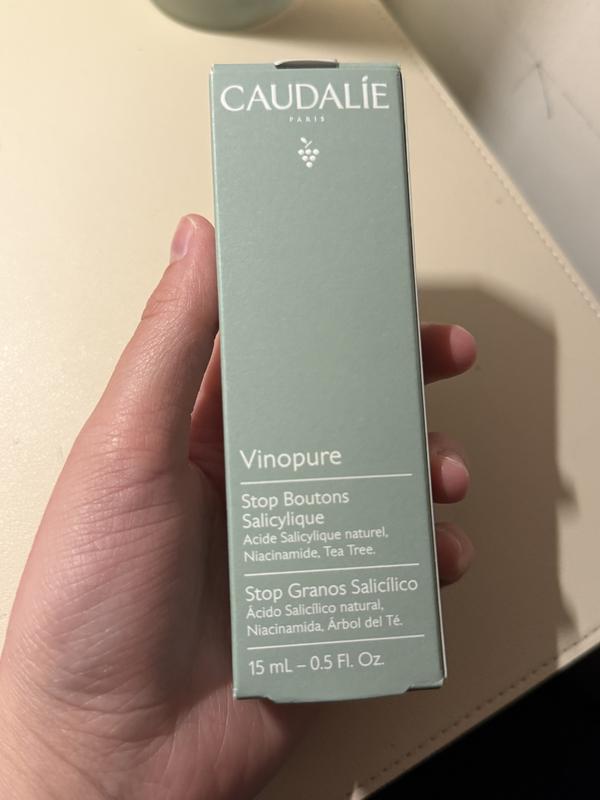 CAUDALÍE
PARIS
Vinopure
Stop Boutons
Salicylique
Acide Salicylique naturel,
Niacinamide, Tea Tree.
Stop Granos Salicílico
Ácido Salicílico natural,
Niacinamida, Árbol del Té.
15 mL – 0.5 Fl. Oz.